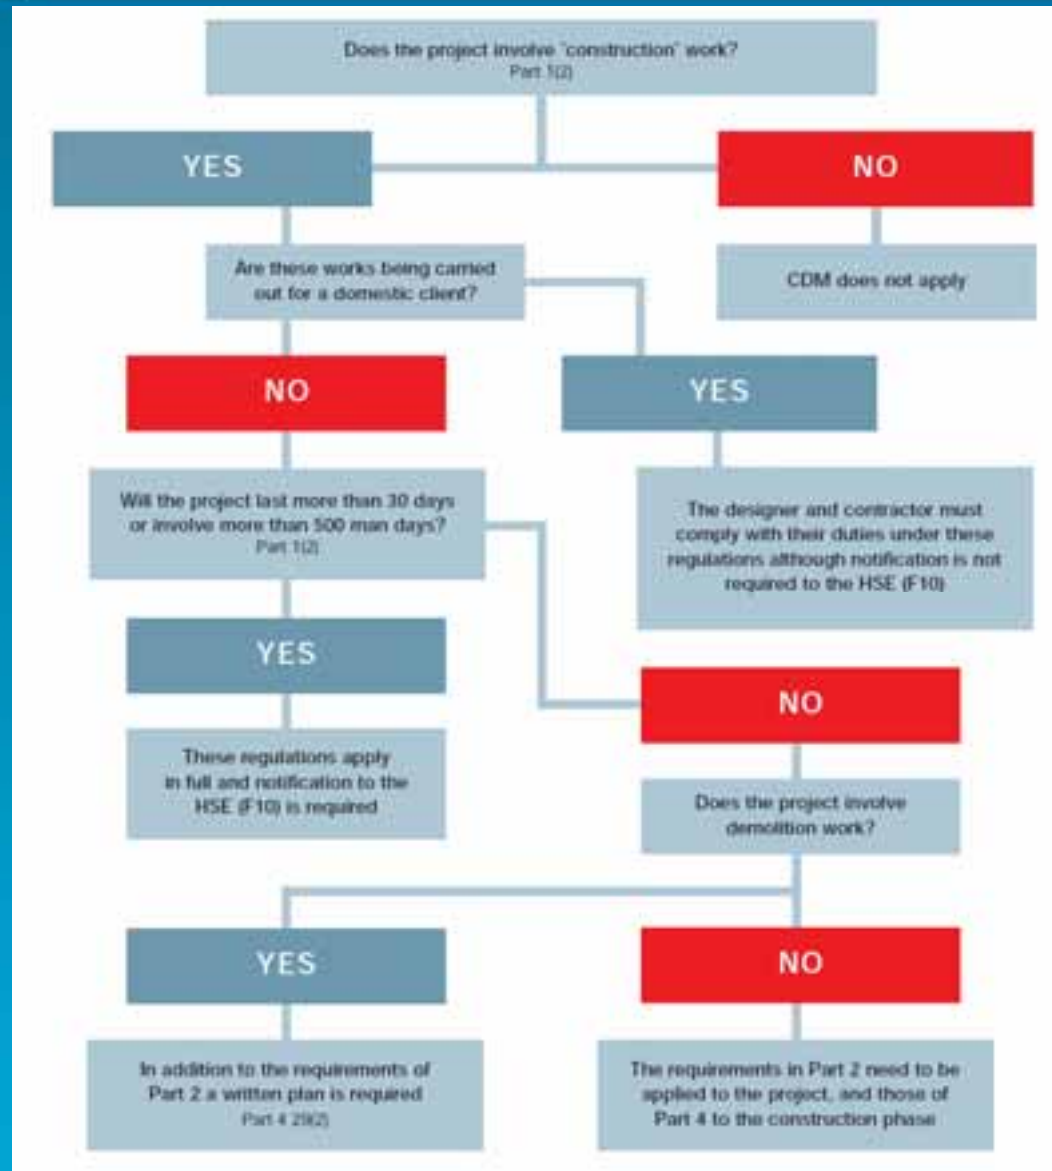 Does the project involve "construction" work?
Part 1(2)
YES
NO
Are these works being carried
out for a domestic client?
CDM does not apply
NO
YES
Will the project last more than 30 days
or involve more than 500 man days?
Part 1(2)
The designer and contractor must
comply with their duties under these
regulations although notification is not
required to the HSE (F10)
YES
NO
These regulations apply
in full and notification to the
HSE (F10) is required
Does the project involve
demolition work?
YES
NO
In addition to the requirements of
Part 2 a written plan is required
Part 4 29(2)
The requirements in Part 2 need to be
applied to the project, and those of
Part 4 to the construction phase